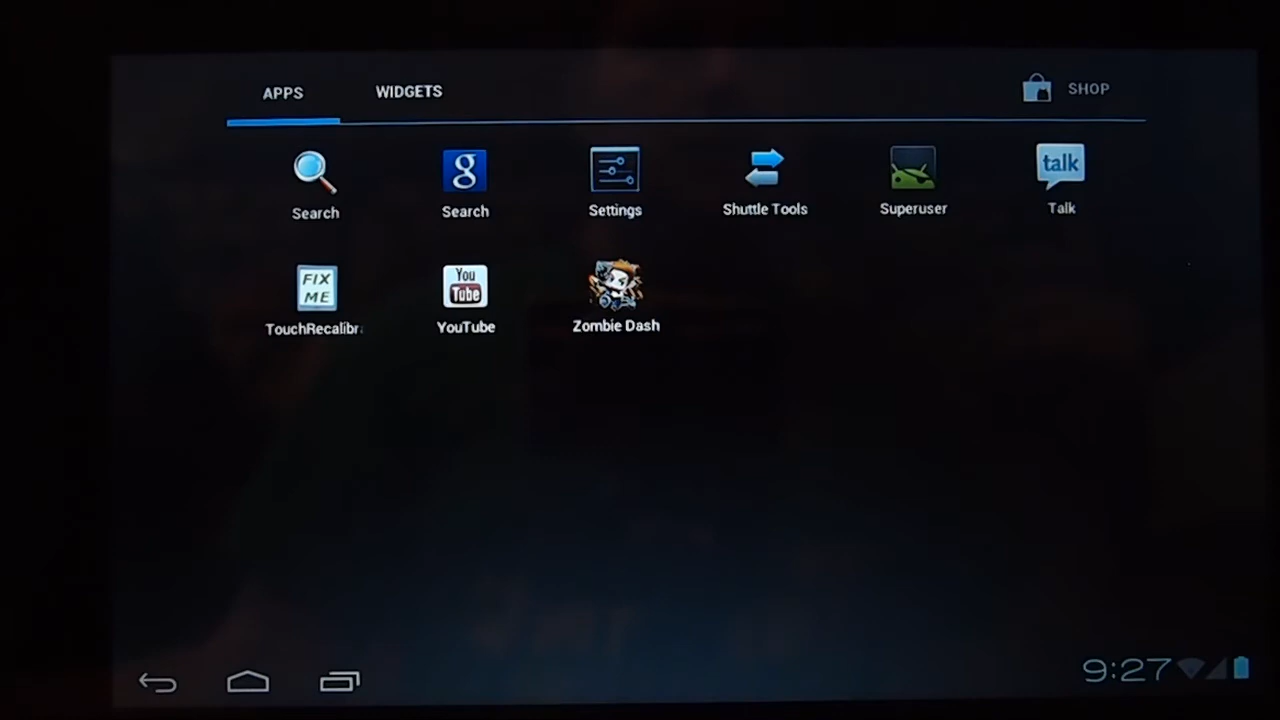 APPS WIDGETS SHOP
g talk
Search Search Settings Shuttle Tools Superuser Talk
FIX
ME
You
Tube
TouchRecalibr
YouTube Zombie Dash
9:27